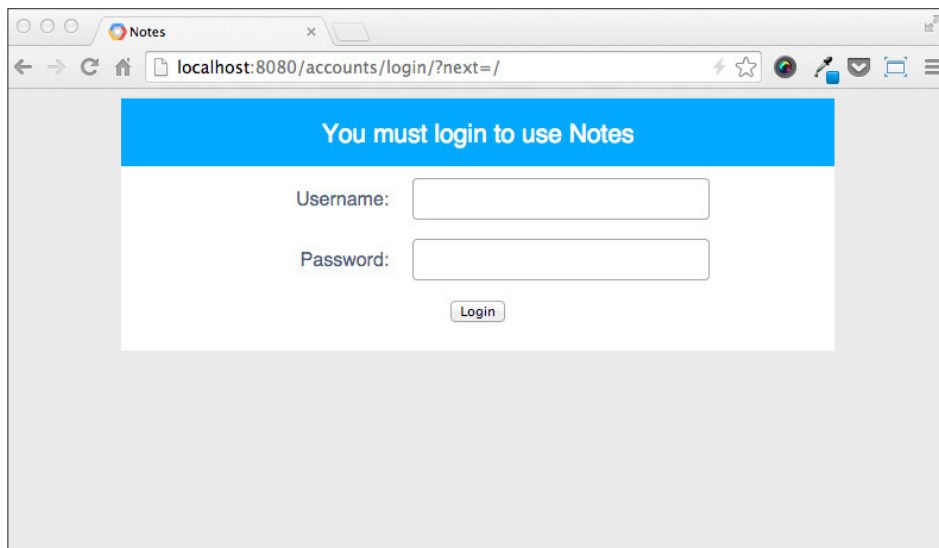 Notes
localhost:8080/accounts/login/?next=/
You must login to use Notes
Username:
Password:
Login